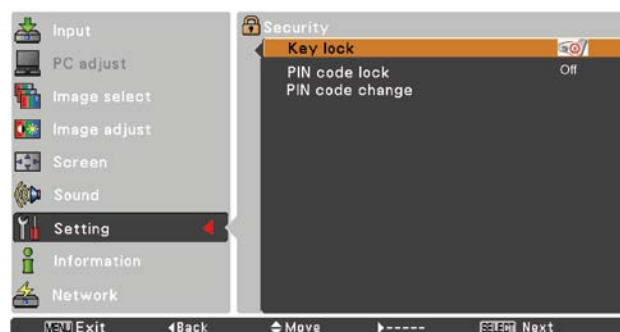 Input
PC adjust
Image select
Image adjust
Screen
Sound
Setting
Information
Network
Security
Key lock
PIN code lock Off
PIN code change
MENU Exit Back Move ----- SELECT Next